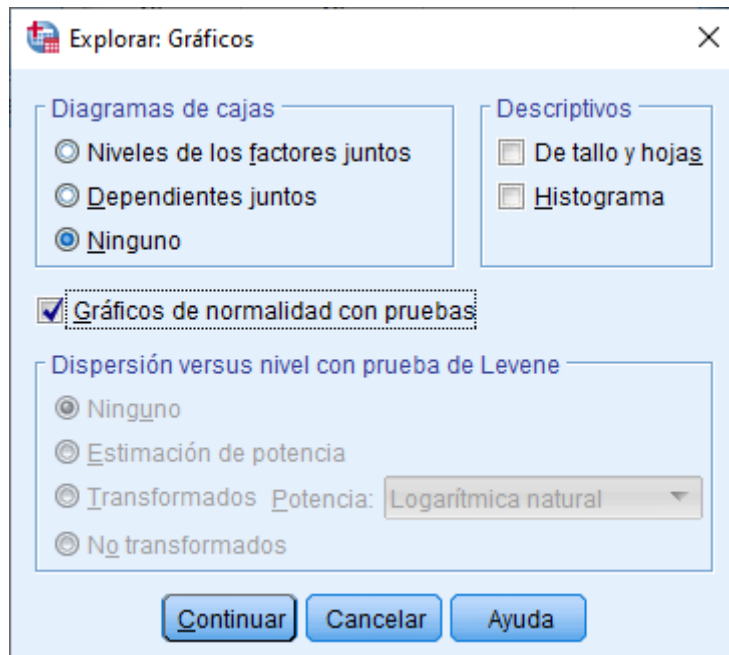 Explorar: Gráficos
Diagramas de cajas
Niveles de los factores juntos
Dependientes juntos
Ninguno
Descriptivos
De tallo y hojas
Histograma
Gráficos de normalidad con pruebas
Dispersión versus nivel con prueba de Levene
Ninguno
Estimación de potencia
Transformados Potencia: Logarítmica natural
No transformados
Continuar Cancelar Ayuda